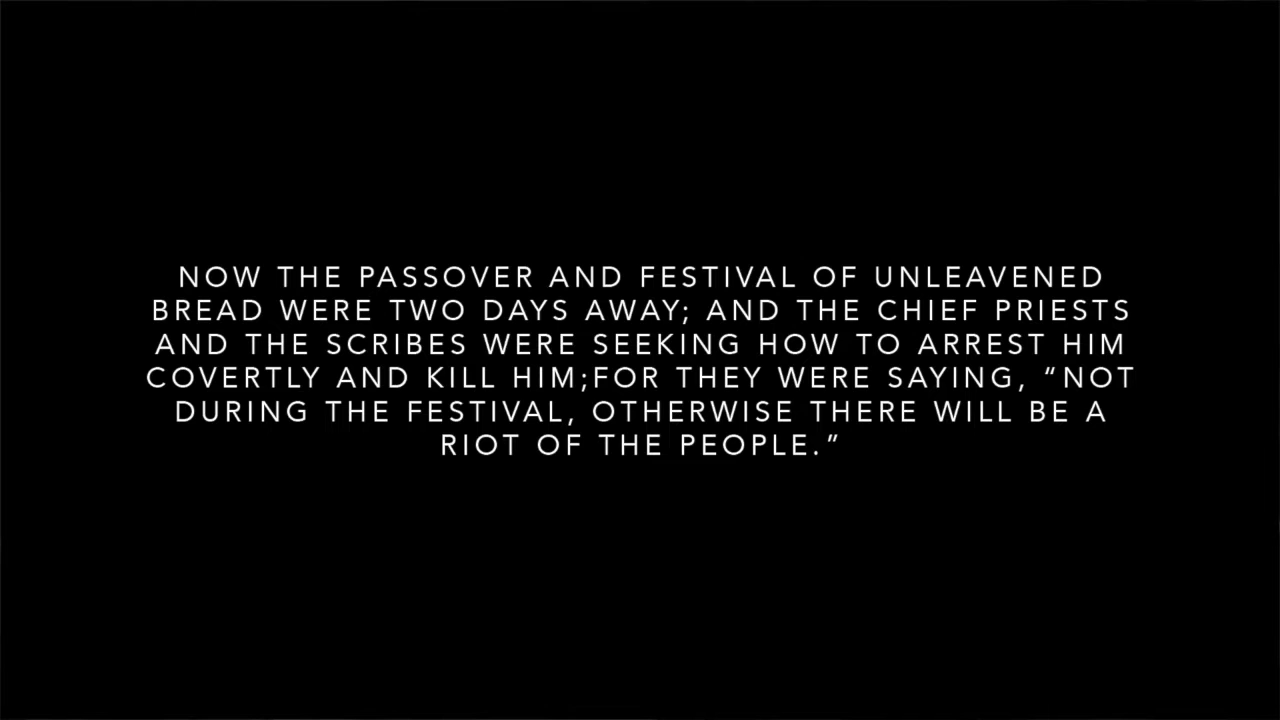 NOW THE PASSOVER AND FESTIVAL OF UNLEAVENED
BREAD WERE TWO DAYS AWAY; AND THE CHIEF PRIESTS
AND THE SCRIBES WERE SEEKING HOW TO ARREST HIM
COVERTLY AND KILL HIM;FOR THEY WERE SAYING, “NOT
DURING THE FESTIVAL, OTHERWISE THERE WILL BE A
RIOT OF THE PEOPLE.”